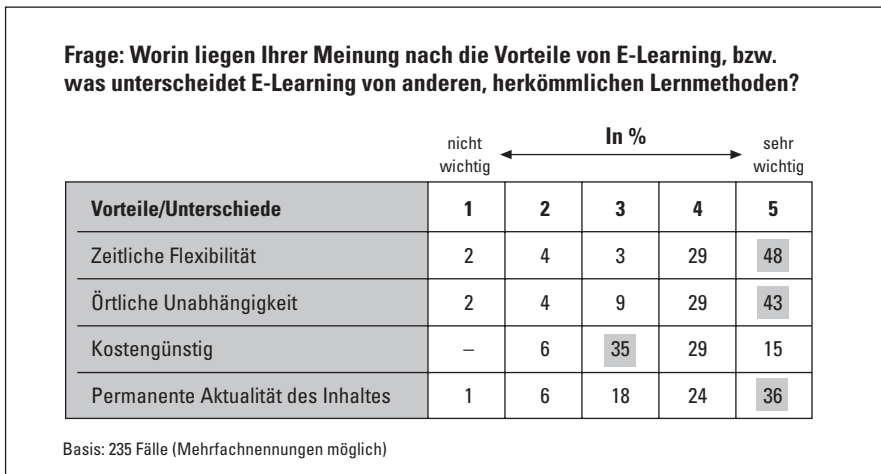 Frage: Worin liegen Ihrer Meinung nach die Vorteile von E-Learning, bzw.
was unterscheidet E-Learning von anderen, herkömmlichen Lernmethoden?
nicht wichtig In % sehr wichtig
Vorteile/Unterschiede 1 2 3 4 5
Zeitliche Flexibilität 2 4 3 29 48
Örtliche Unabhängigkeit 2 4 9 29 43
Kostengünstig – 6 35 29 15
Permanente Aktualität des Inhaltes 1 6 18 24 36
Basis: 235 Fälle (Mehrfachnennungen möglich)